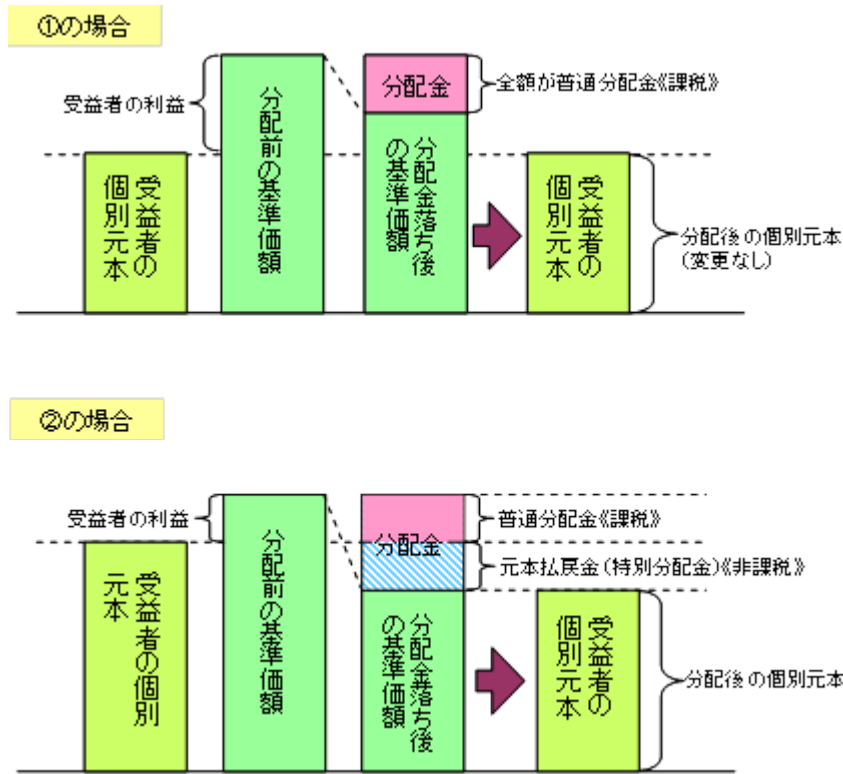 ①の場合
受益者の利益
分配前の基準価額
分配金
全額が普通分配金《課税》
受益者の
個別元本
分配金落ち後
の基準価額
受益者の
個別元本
分配後の個別元本
(変更なし)
②の場合
受益者の利益
分配前の基準価額
分配金
普通分配金《課税》
元本払戻金(特別分配金)《非課税》
受益者の個別
元本
分配金落ち後
の基準価額
受益者の
個別元本
分配後の個別元本